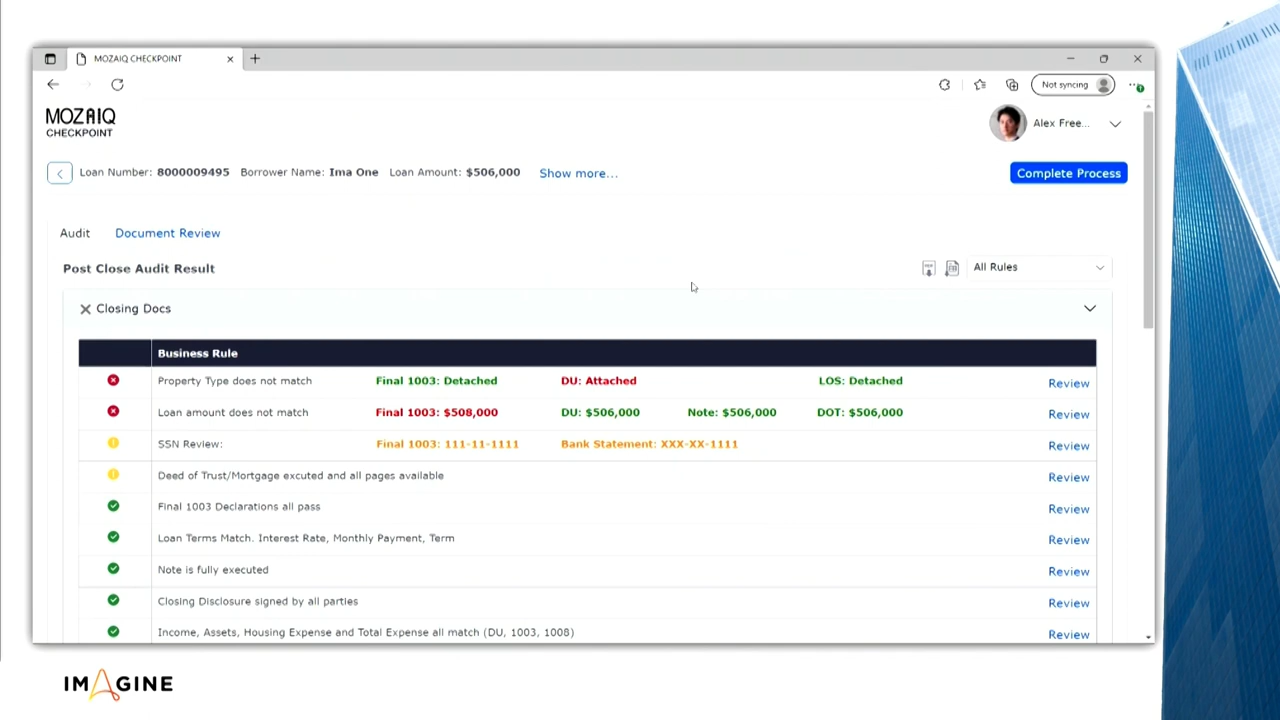 MOZAIQ CHECKPOINT
Not syncing
MOZAIQ
CHECKPOINT
Alex Free...
Loan Number: 8000009495 Borrower Name: Ima One Loan Amount: $506,000 Show more... Complete Process
Audit Document Review
Post Close Audit Result All Rules
Closing Docs
Business Rule
Property Type does not match Final 1003: Detached DU: Attached LOS: Detached Review
Loan amount does not match Final 1003: $508,000 DU: $506,000 Note: $506,000 DOT: $506,000 Review
SSN Review: Final 1003: 111-11-1111 Bank Statement: XXX-XX-1111 Review
Deed of Trust/Mortgage excuted and all pages available Review
Final 1003 Declarations all pass Review
Loan Terms Match. Interest Rate, Monthly Payment, Term Review
Note is fully executed Review
Closing Disclosure signed by all parties Review
Income, Assets, Housing Expense and Total Expense all match (DU, 1003, 1008) Review
IMAGINE